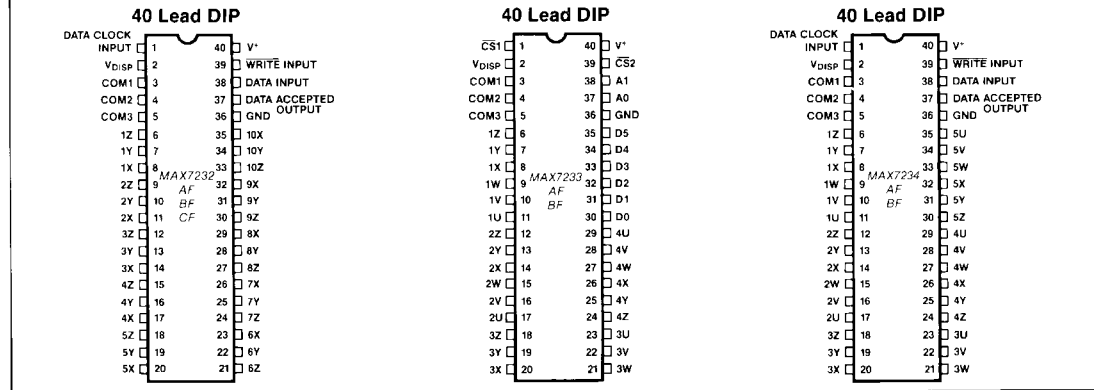 40 Lead DIP
DATA CLOCK
INPUT 1 40 V⁺
V_DISP 2 39 W̅R̅I̅T̅E̅ INPUT
COM1 3 38 DATA INPUT
COM2 4 37 DATA ACCEPTED
OUTPUT
COM3 5 36 GND
1Z 6 35 10X
1Y 7 34 10Y
1X 8 33 10Z
MAX7232
2Z 9 32 9X
AF
2Y 10 31 9Y
BF
2X 11 30 9Z
CF
3Z 12 29 8X
3Y 13 28 8Y
3X 14 27 8Z
4Z 15 26 7X
4Y 16 25 7Y
4X 17 24 7Z
5Z 18 23 6X
5Y 19 22 6Y
5X 20 21 6Z
40 Lead DIP
C̅S̅1 1 40 V⁺
V_DISP 2 39 C̅S̅2
COM1 3 38 A1
COM2 4 37 A0
COM3 5 36 GND
1Z 6 35 D5
1Y 7 34 D4
1X 8 33 D3
MAX7233
1W 9 32 D2
AF
1V 10 31 D1
BF
1U 11 30 D0
2Z 12 29 4U
2Y 13 28 4V
2X 14 27 4W
2W 15 26 4X
2V 16 25 4Y
2U 17 24 4Z
3Z 18 23 3U
3Y 19 22 3V
3X 20 21 3W
40 Lead DIP
DATA CLOCK
INPUT 1 40 V⁺
V_DISP 2 39 W̅R̅I̅T̅E̅ INPUT
COM1 3 38 DATA INPUT
COM2 4 37 DATA ACCEPTED
OUTPUT
COM3 5 36 GND
1Z 6 35 5U
1Y 7 34 5V
1X 8 33 5W
MAX7234
1W 9 32 5X
AF
1V 10 31 5Y
BF
1U 11 30 5Z
2Z 12 29 4U
2Y 13 28 4V
2X 14 27 4W
2W 15 26 4X
2V 16 25 4Y
2U 17 24 4Z
3Z 18 23 3U
3Y 19 22 3V
3X 20 21 3W